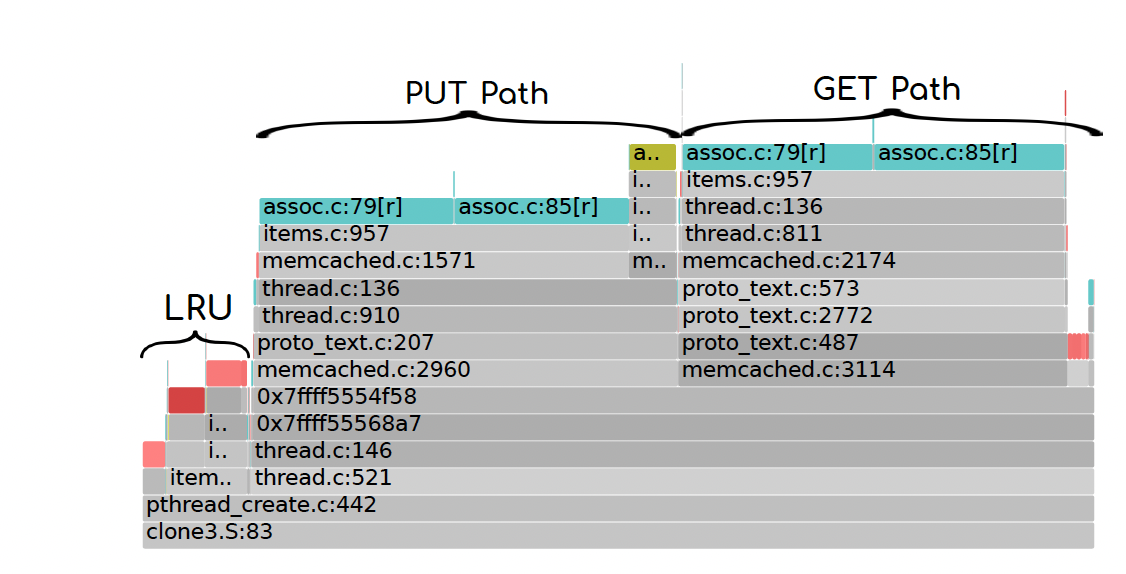 PUT Path
GET Path
a.. assoc.c:79[r] assoc.c:85[r]
i.. items.c:957
assoc.c:79[r] assoc.c:85[r] i.. thread.c:136
items.c:957 i.. thread.c:811
memcached.c:1571 m.. memcached.c:2174
thread.c:136 proto_text.c:573
LRU
thread.c:910 proto_text.c:2772
proto_text.c:207 proto_text.c:487
memcached.c:2960 memcached.c:3114
0x7ffff5554f58
i.. 0x7ffff55568a7
i.. thread.c:146
item.. thread.c:521
pthread_create.c:442
clone3.S:83